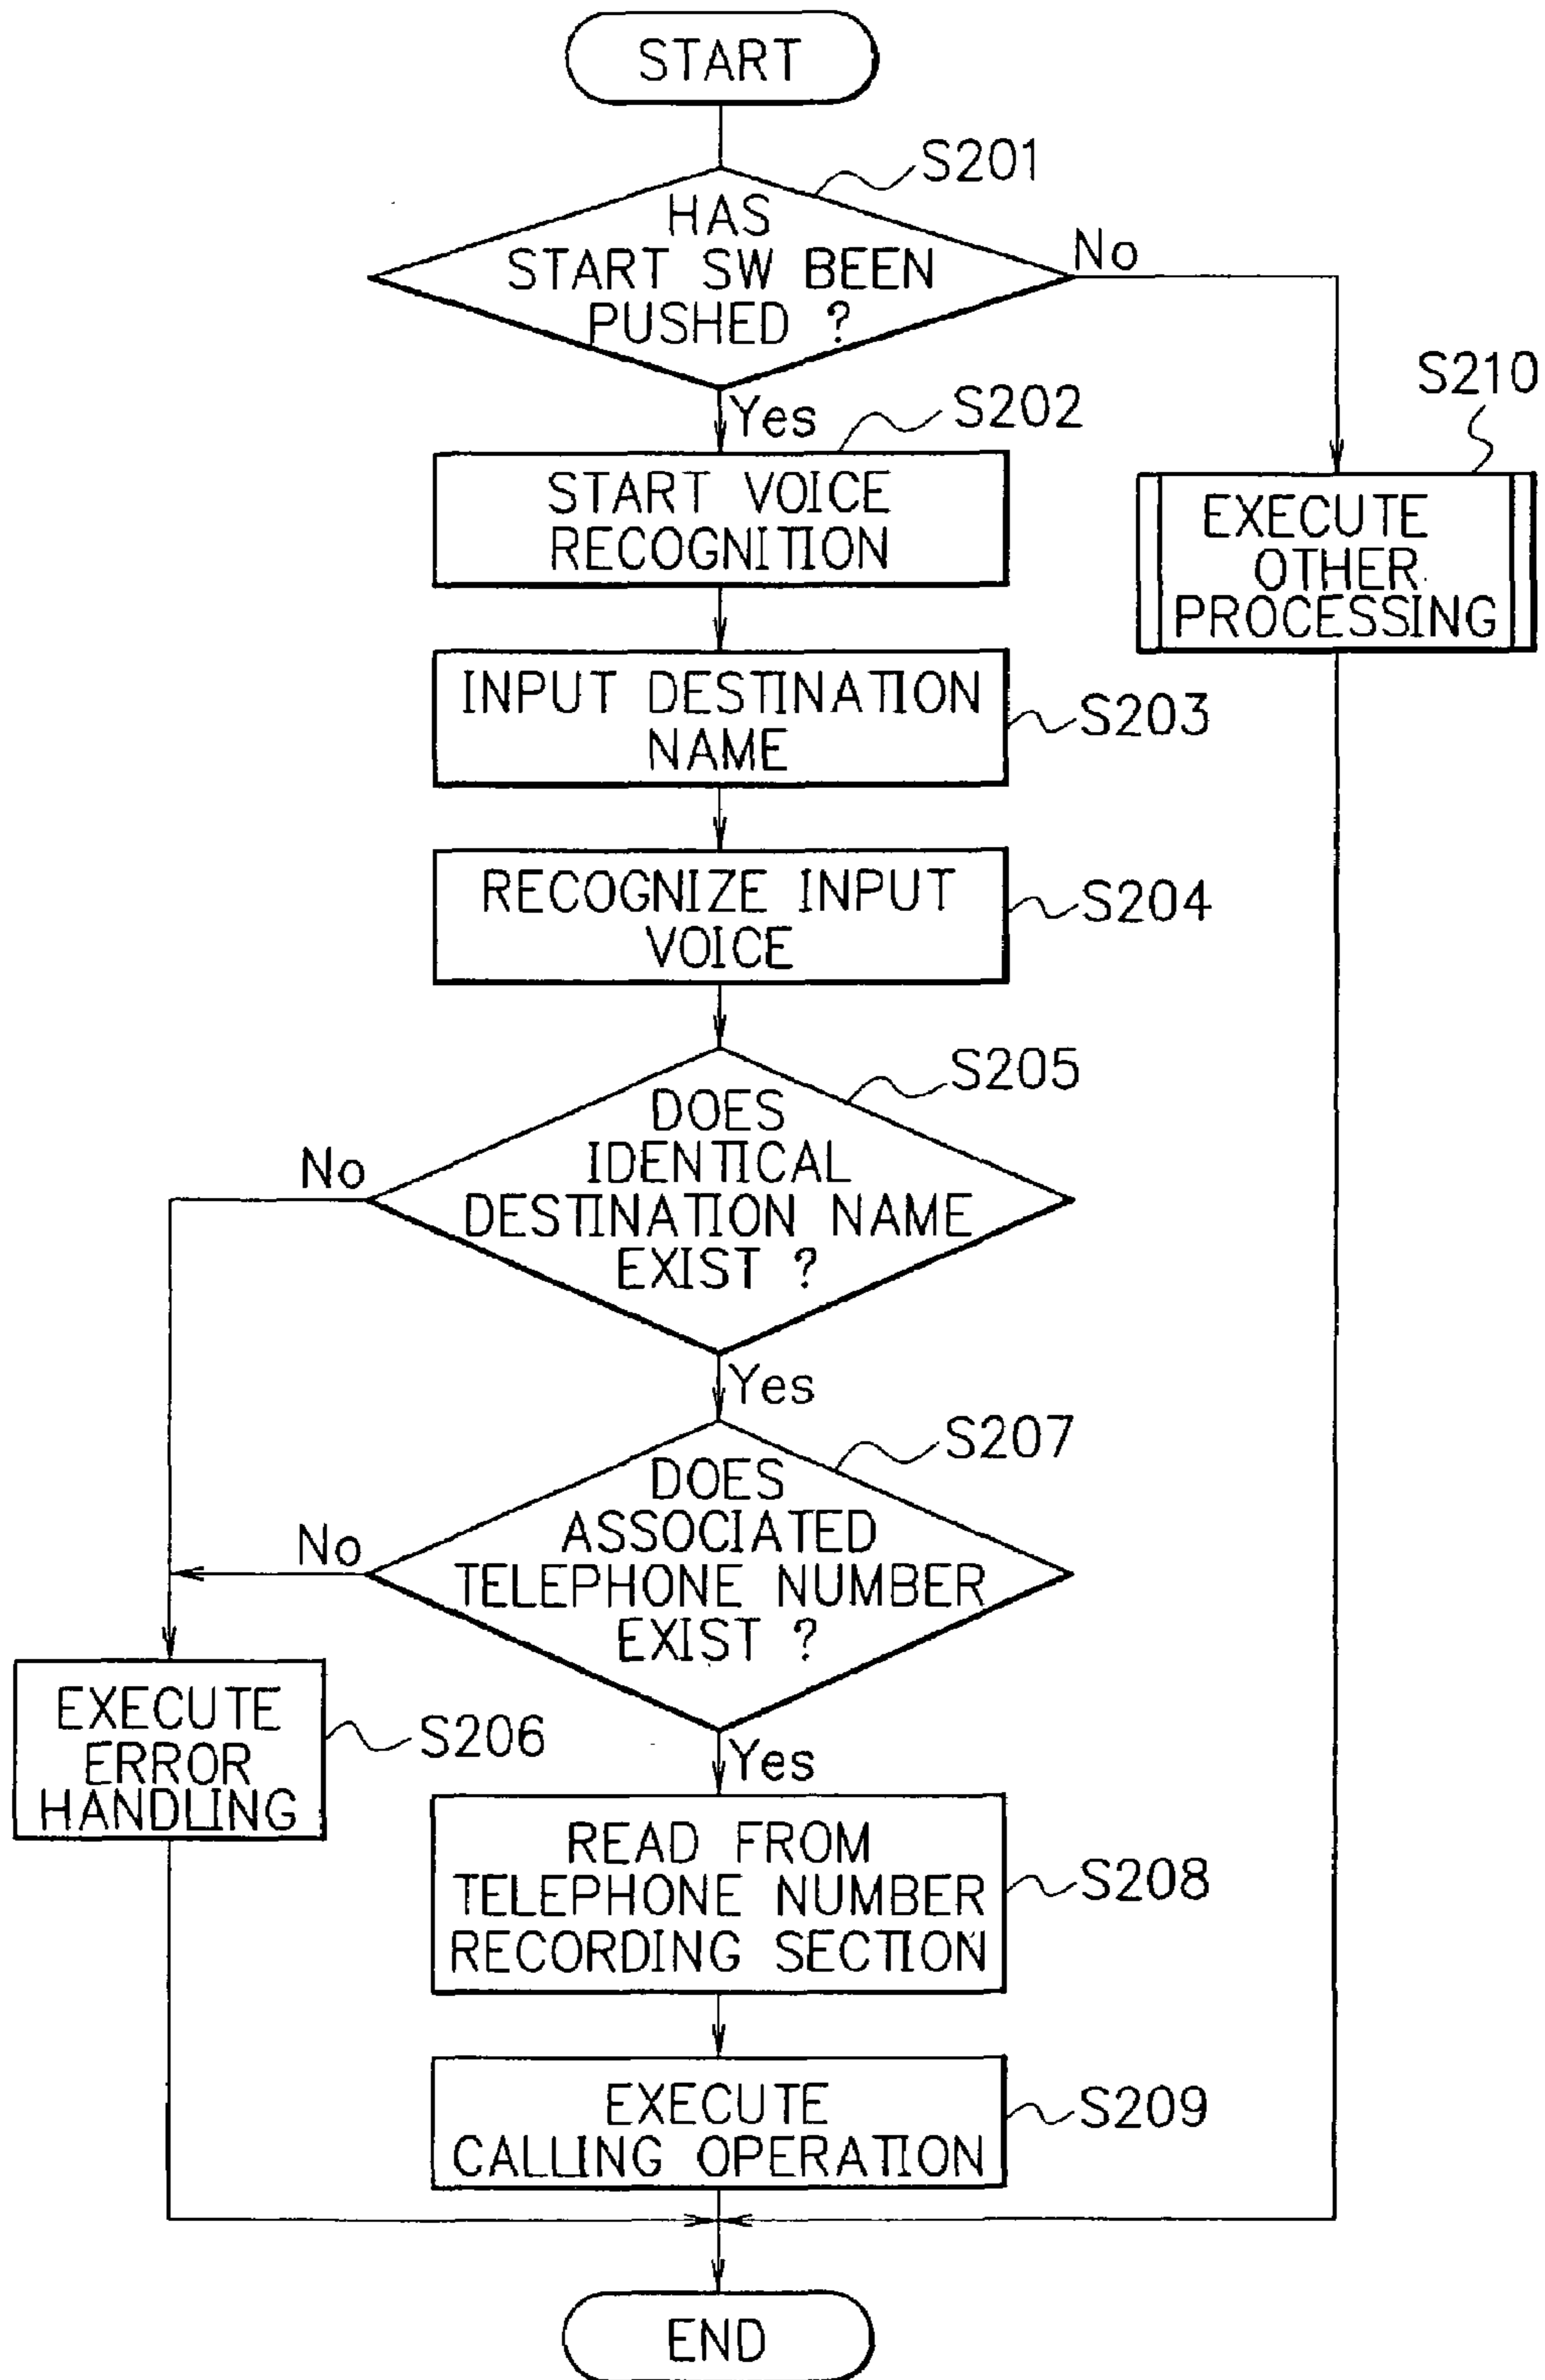 START
S201
HAS
START SW BEEN
PUSHED ?
No
Yes
S202
START VOICE
RECOGNITION
S210
EXECUTE
OTHER
PROCESSING
INPUT DESTINATION
NAME
S203
RECOGNIZE INPUT
VOICE
S204
S205
DOES
IDENTICAL
DESTINATION NAME
EXIST ?
No
Yes
S207
DOES
ASSOCIATED
TELEPHONE NUMBER
EXIST ?
No
Yes
EXECUTE
ERROR
HANDLING
S206
READ FROM
TELEPHONE NUMBER
RECORDING SECTION
S208
EXECUTE
CALLING OPERATION
S209
END